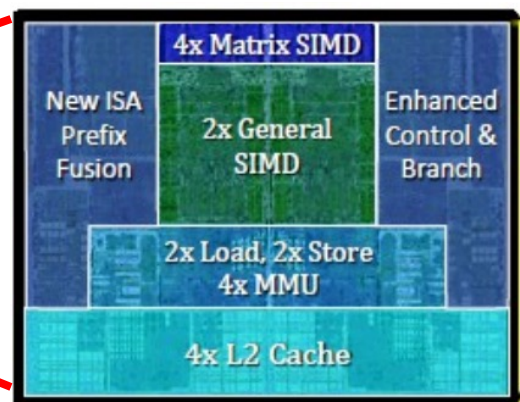 4x Matrix SIMD
New ISA
Prefix
Fusion
2x General
SIMD
Enhanced
Control &
Branch
2x Load, 2x Store
4x MMU
4x L2 Cache